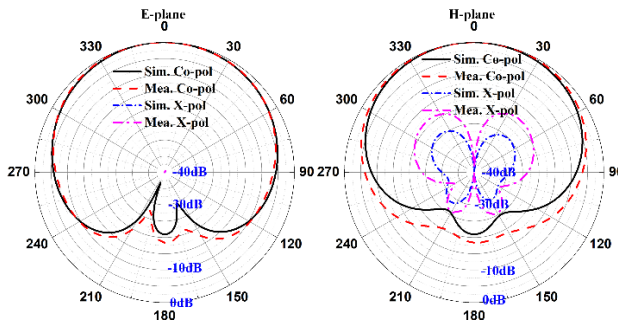 E-plane
0
330
30
Sim. Co-pol
Mea. Co-pol
Sim. X-pol
Mea. X-pol
300
60
270
-40dB
90
-30dB
240
120
-10dB
210
0dB
150
180
H-plane
0
330
30
Sim. Co-pol
Mea. Co-pol
Sim. X-pol
Mea. X-pol
300
60
270
-40dB
90
-30dB
240
120
-10dB
210
0dB
150
180